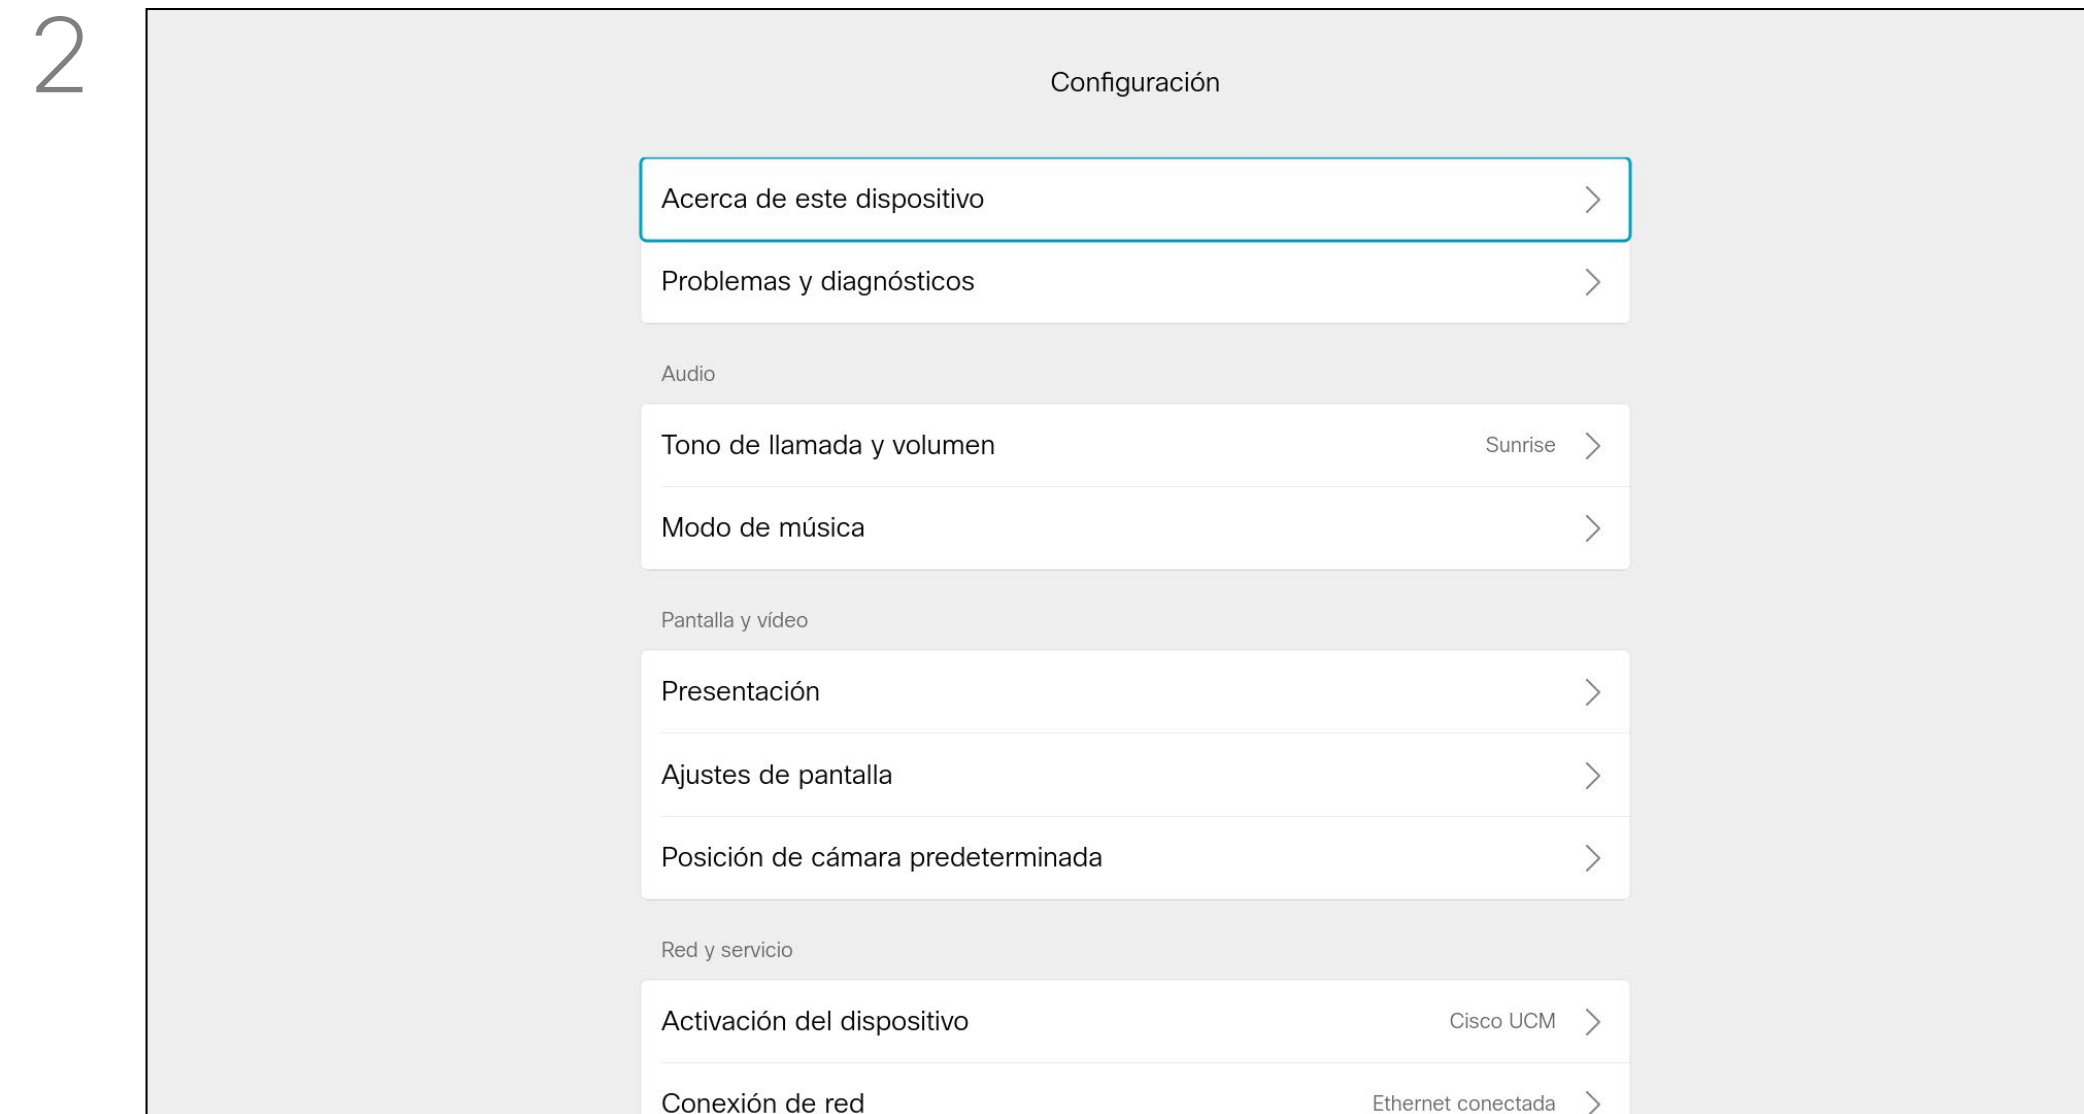 2
Configuración
Acerca de este dispositivo
Problemas y diagnósticos
Audio
Tono de llamada y volumen Sunrise
Modo de música
Pantalla y vídeo
Presentación
Ajustes de pantalla
Posición de cámara predeterminada
Red y servicio
Activación del dispositivo Cisco UCM
Conexión de red Ethernet conectada